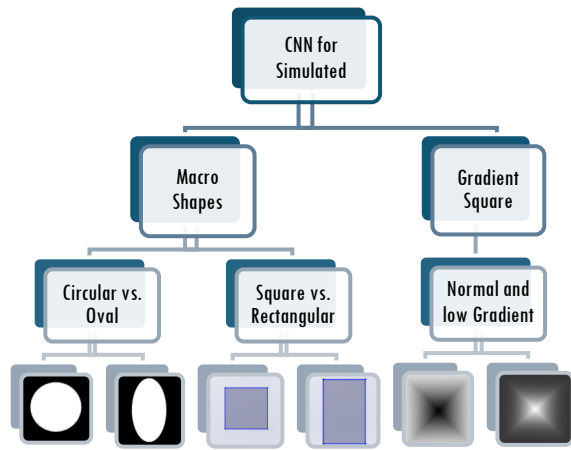 CNN for
Simulated
Macro
Shapes
Gradient
Square
Circular vs.
Oval
Square vs.
Rectangular
Normal and
low Gradient